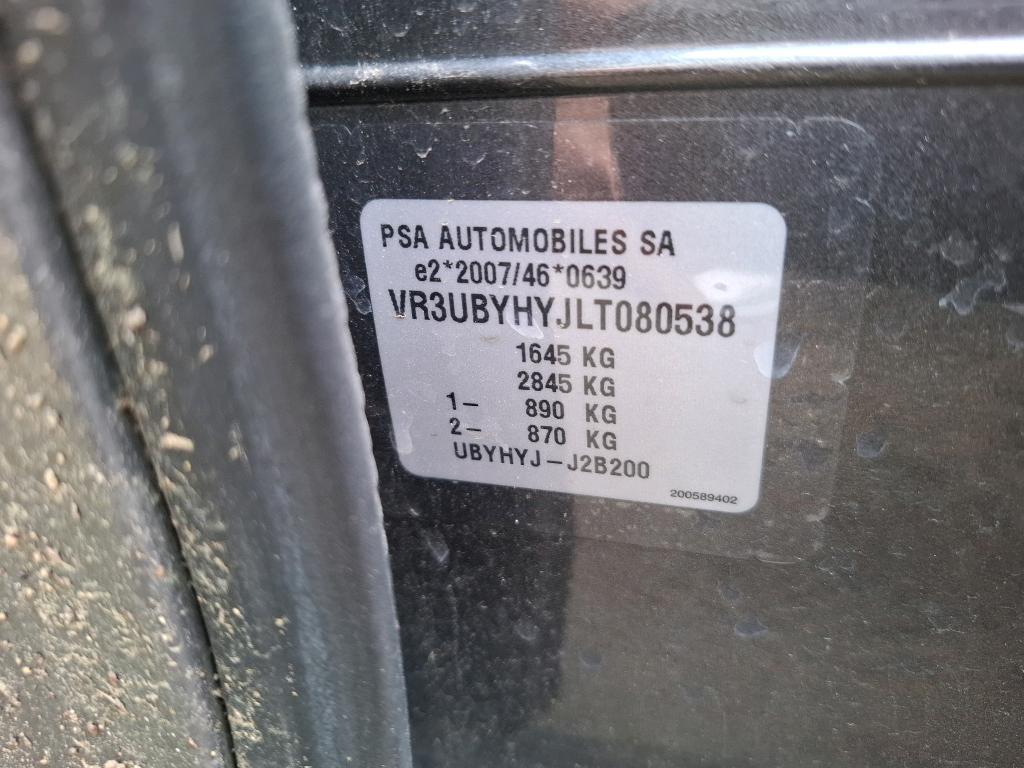 PSA AUTOMOBILES SA
e2*2007/46*0639
VR3UBYHYJLT080538
1645 KG
2845 KG
1- 890 KG
2- 870 KG
UBYHYJ-J2B200
200589402